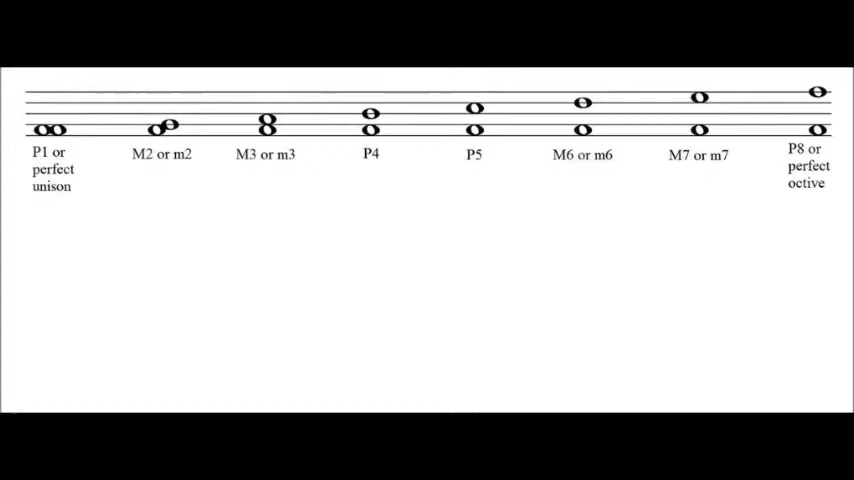 P1 or
perfect
unison
M2 or m2
M3 or m3
P4
P5
M6 or m6
M7 or m7
P8 or
perfect
octive